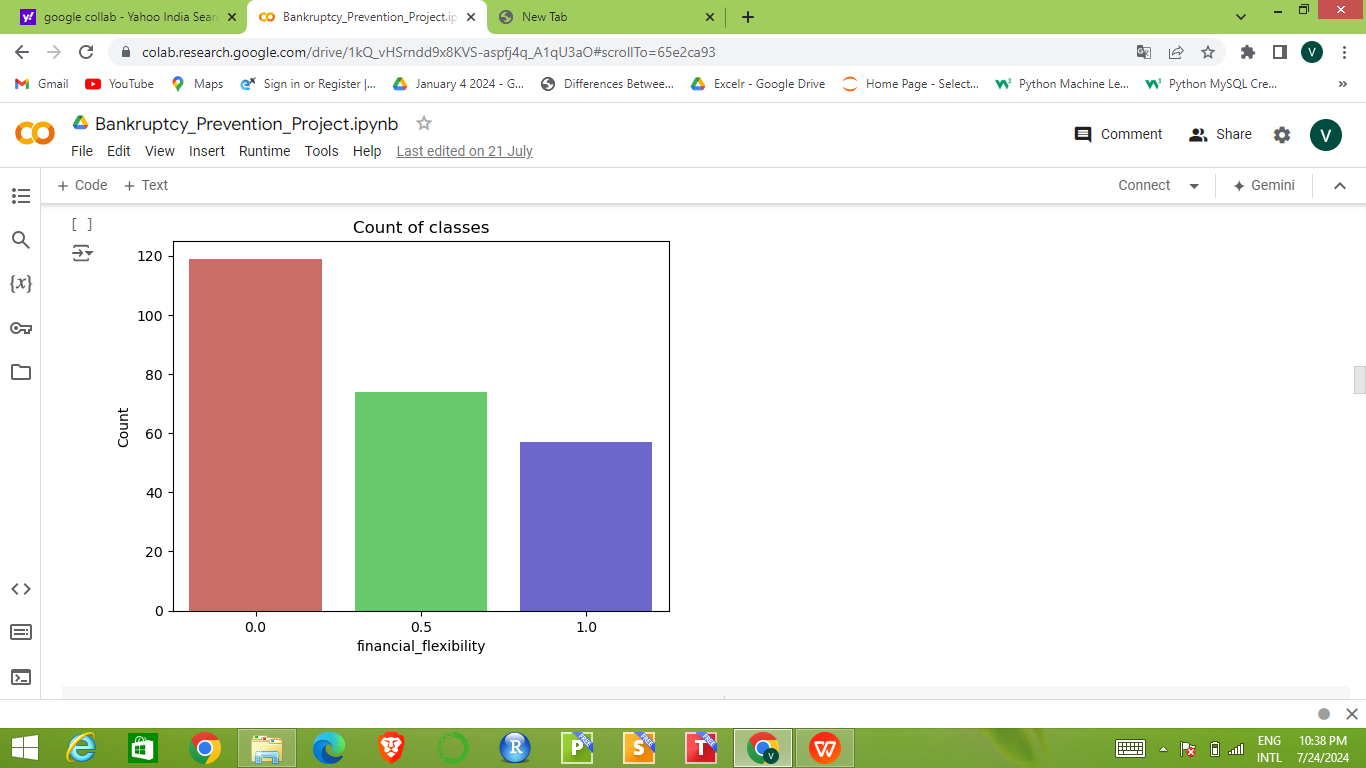 google collab - Yahoo India Sear
Bankruptcy_Prevention_Project.ip
New Tab
colab.research.google.com/drive/1kQ_vHSrndd9x8KVS-aspfj4q_A1qU3aO#scrollTo=65e2ca93
V
Gmail
YouTube
Maps
Sign in or Register |...
January 4 2024 - G...
Differences Betwee...
Excelr - Google Drive
Home Page - Select...
Python Machine Le...
Python MySQL Cre...
»
Bankruptcy_Prevention_Project.ipynb
Comment
Share
V
File Edit View Insert Runtime Tools Help Last edited on 21 July
+ Code + Text
Connect
Gemini
[ ]
{x}
Count of classes
120
100
80
60
40
20
0
Count
0.0 0.5 1.0
financial_flexibility
ENG 10:38 PM
INTL 7/24/2024